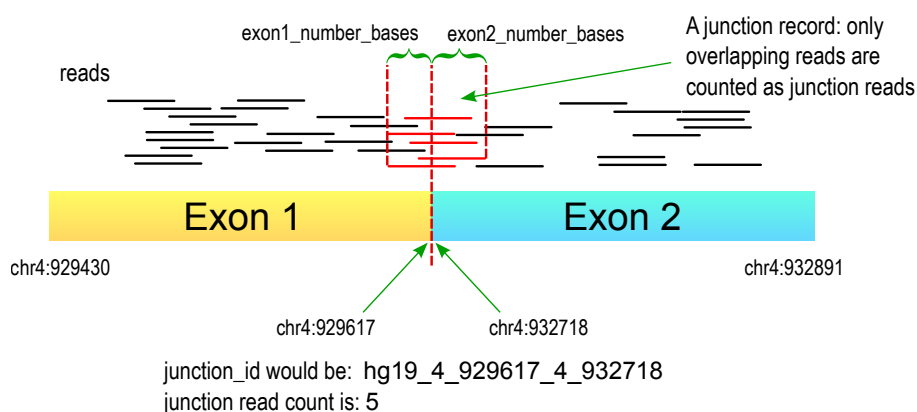 exon1_number_bases
exon2_number_bases
A junction record: only
overlapping reads are
counted as junction reads
reads
Exon 1
Exon 2
chr4:929430
chr4:932891
chr4:929617
chr4:932718
junction_id would be: hg19_4_929617_4_932718
junction read count is: 5